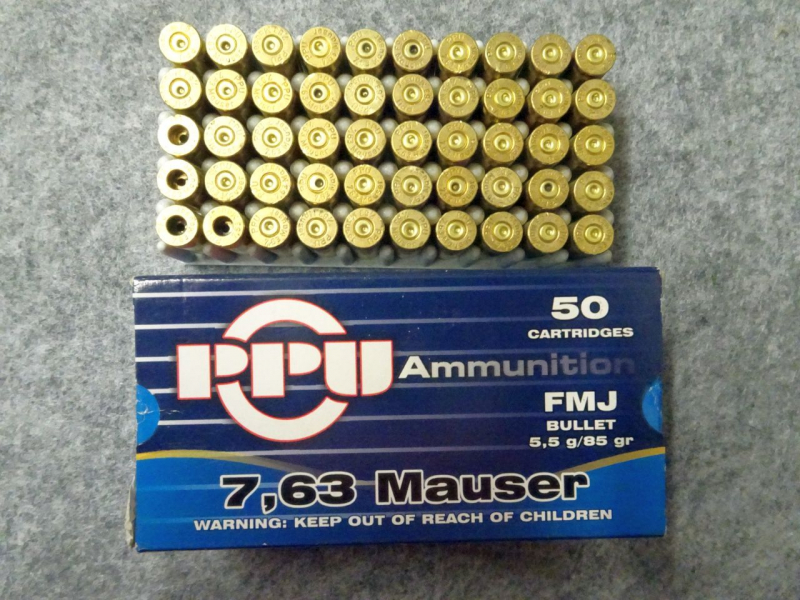 50
CARTRIDGES
PPU Ammunition
FMJ
BULLET
5,5 g/85 gr
7,63 Mauser
WARNING: KEEP OUT OF REACH OF CHILDREN